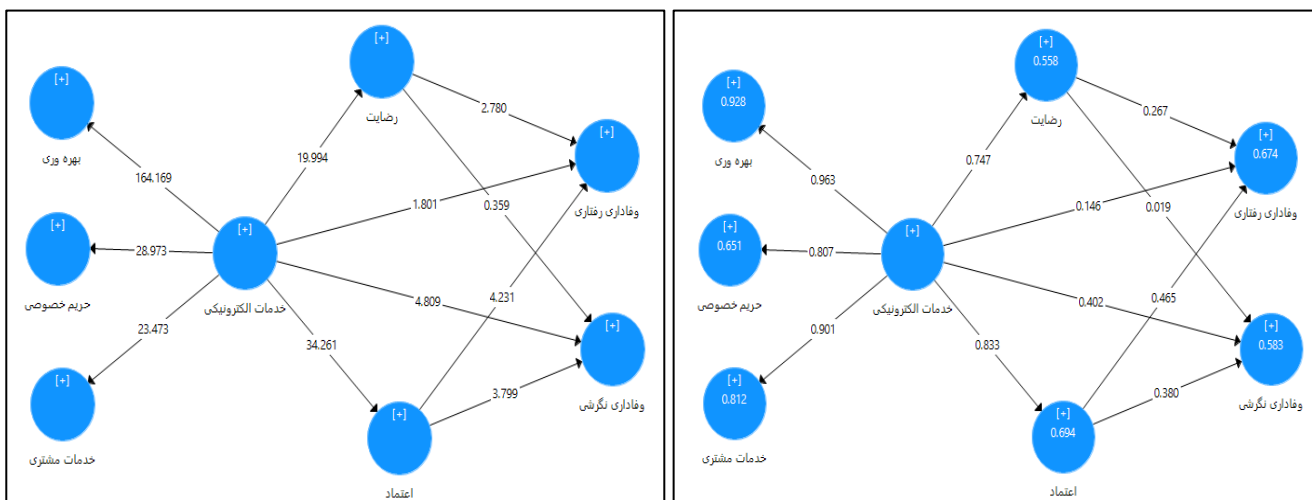 [+]
رضایت
[+]
بهره وری
[+]
وفاداری رفتاری
[+]
حریم خصوصی
[+]
خدمات الکترونیکی
[+]
وفاداری نگرشی
[+]
خدمات مشتری
[+]
اعتماد
164.169
28.973
23.473
19.994
34.261
1.801
4.809
2.780
0.359
4.231
3.799
[+]
0.558
رضایت
[+]
0.928
بهره وری
[+]
0.674
وفاداری رفتاری
[+]
0.651
حریم خصوصی
[+]
خدمات الکترونیکی
[+]
0.583
وفاداری نگرشی
[+]
0.812
خدمات مشتری
[+]
0.694
اعتماد
0.963
0.807
0.901
0.747
0.833
0.146
0.402
0.267
0.019
0.465
0.380